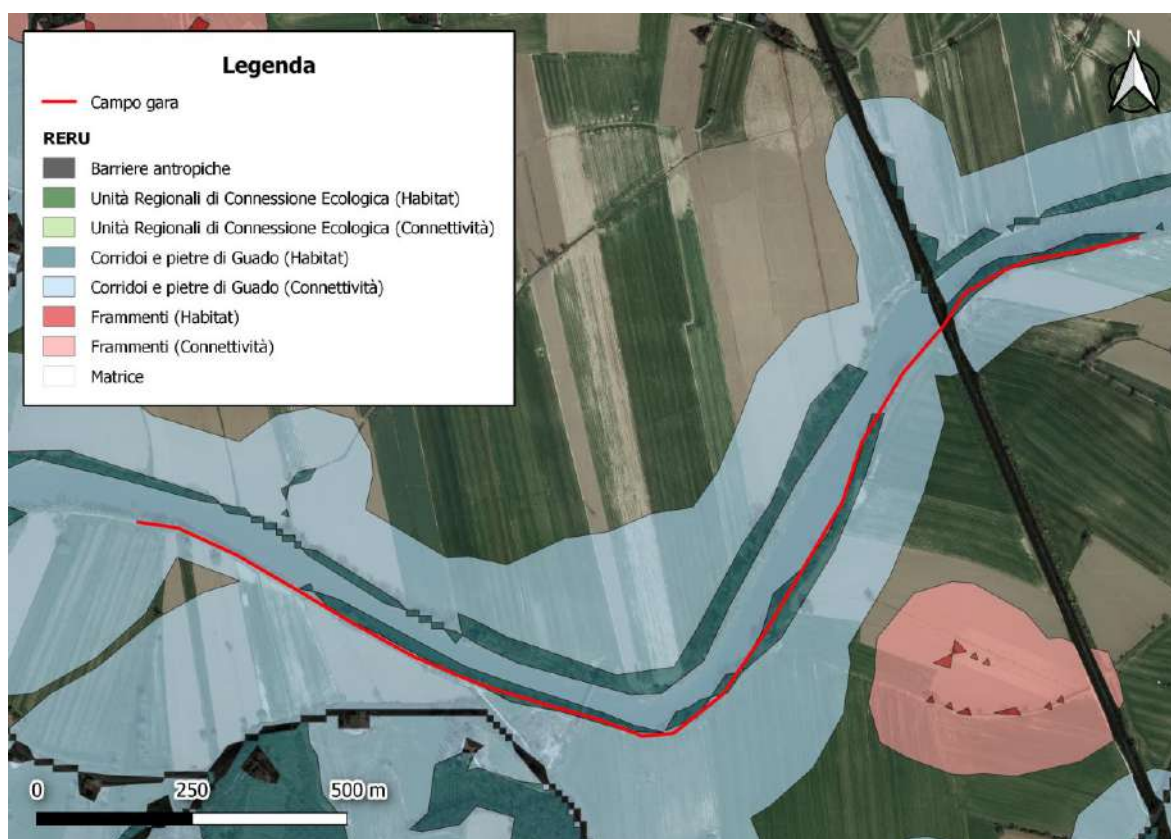 Legenda
Campo gara
RERU
Barriere antropiche
Unità Regionali di Connessione Ecologica (Habitat)
Unità Regionali di Connessione Ecologica (Connettività)
Corridoi e pietre di Guado (Habitat)
Corridoi e pietre di Guado (Connettività)
Frammenti (Habitat)
Frammenti (Connettività)
Matrice
N
0 250 500 m